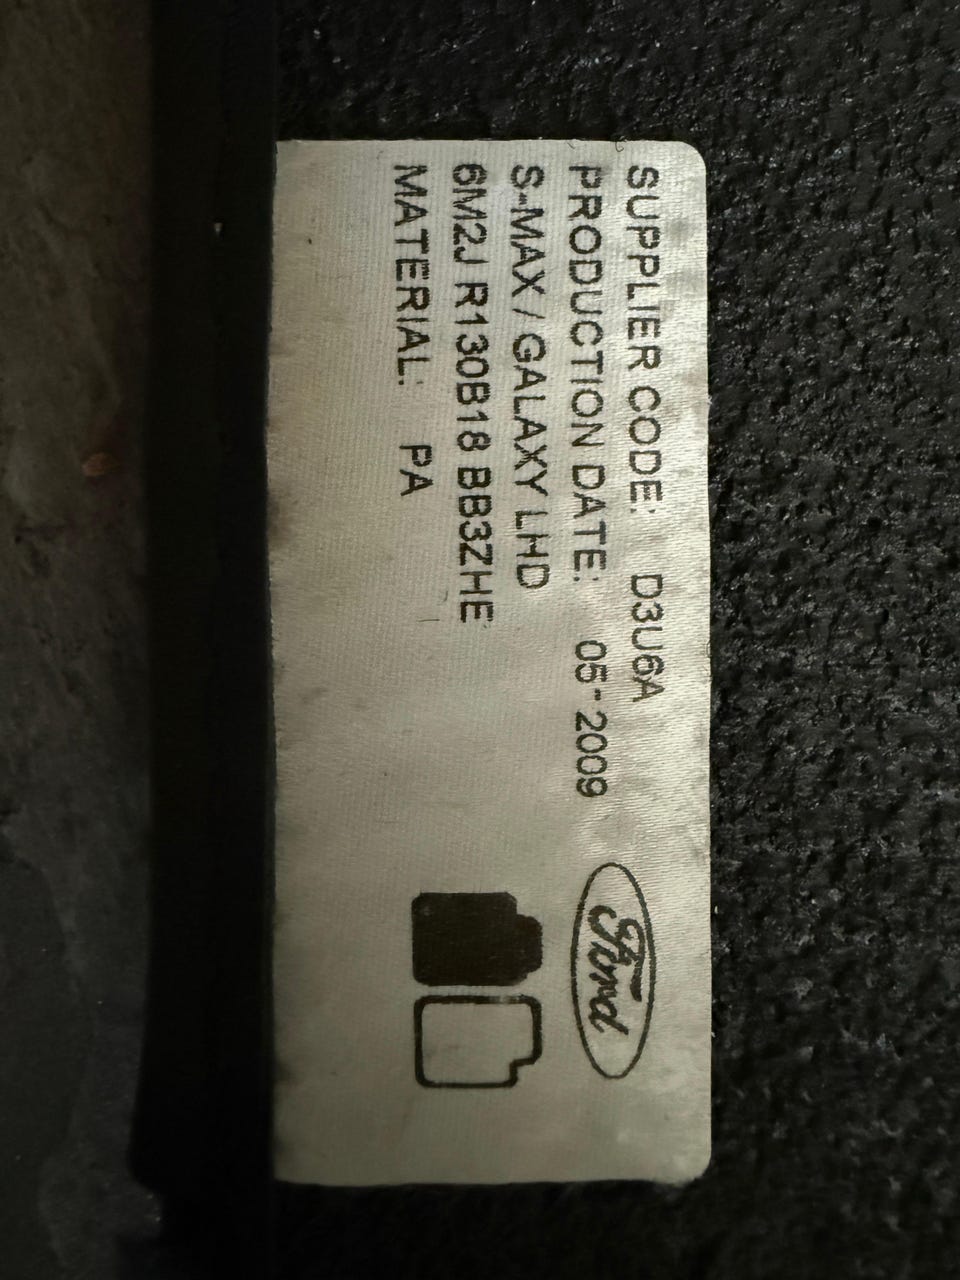 SUPPLIER CODE: D3U6A
PRODUCTION DATE: 05-2009
S-MAX / GALAXY LHD
6M2J R130B18 BB3ZHE
MATERIAL: PA
Ford